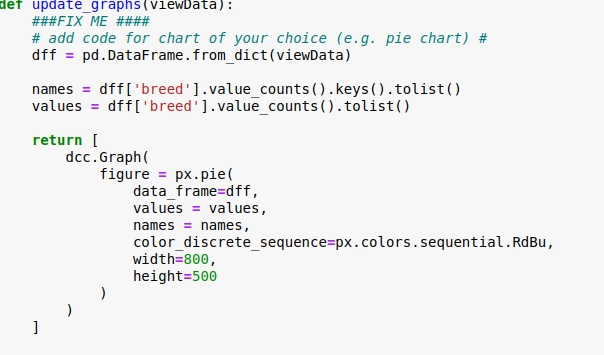 def update_graphs(viewData):
    ###FIX ME ####
    # add code for chart of your choice (e.g. pie chart) #
    dff = pd.DataFrame.from_dict(viewData)

    names = dff['breed'].value_counts().keys().tolist()
    values = dff['breed'].value_counts().tolist()

    return [
        dcc.Graph(
            figure = px.pie(
                data_frame=dff,
                values = values,
                names = names,
                color_discrete_sequence=px.colors.sequential.RdBu,
                width=800,
                height=500
            )
        )
    ]